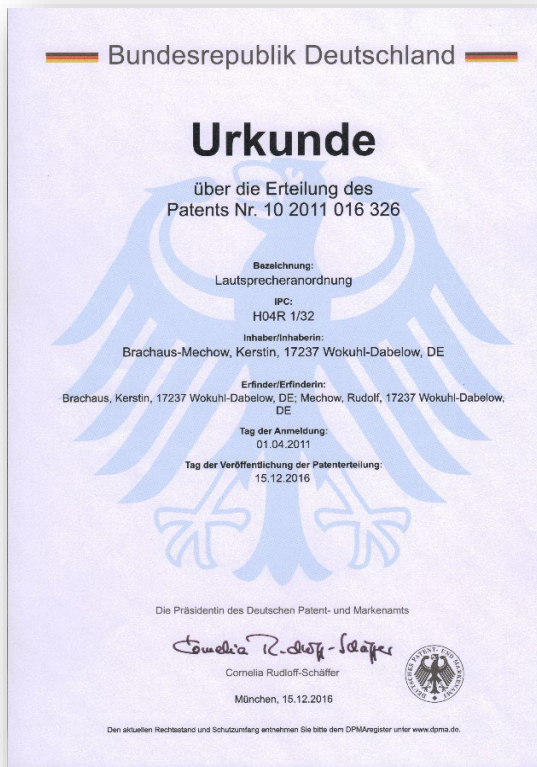 Bundesrepublik Deutschland
Urkunde
über die Erteilung des
Patents Nr. 10 2011 016 326
Bezeichnung:
Lautsprecheranordnung
IPC:
H04R 1/32
Inhaber/Inhaberin:
Brachaus-Mechow, Kerstin, 17237 Wokuhl-Dabelow, DE
Erfinder/Erfinderin:
Brachaus, Kerstin, 17237 Wokuhl-Dabelow, DE; Mechow, Rudolf, 17237 Wokuhl-Dabelow,
DE
Tag der Anmeldung:
01.04.2011
Tag der Veröffentlichung der Patenterteilung:
15.12.2016
Die Präsidentin des Deutschen Patent- und Markenamts
Cornelia Rudloff-Schäffer
Cornelia Rudloff-Schäffer
DEUTSCHES PATENT- UND MARKENAMT
München, 15.12.2016
Den aktuellen Rechtsstand und Schutzumfang entnehmen Sie bitte dem DPMAregister unter www.dpma.de.